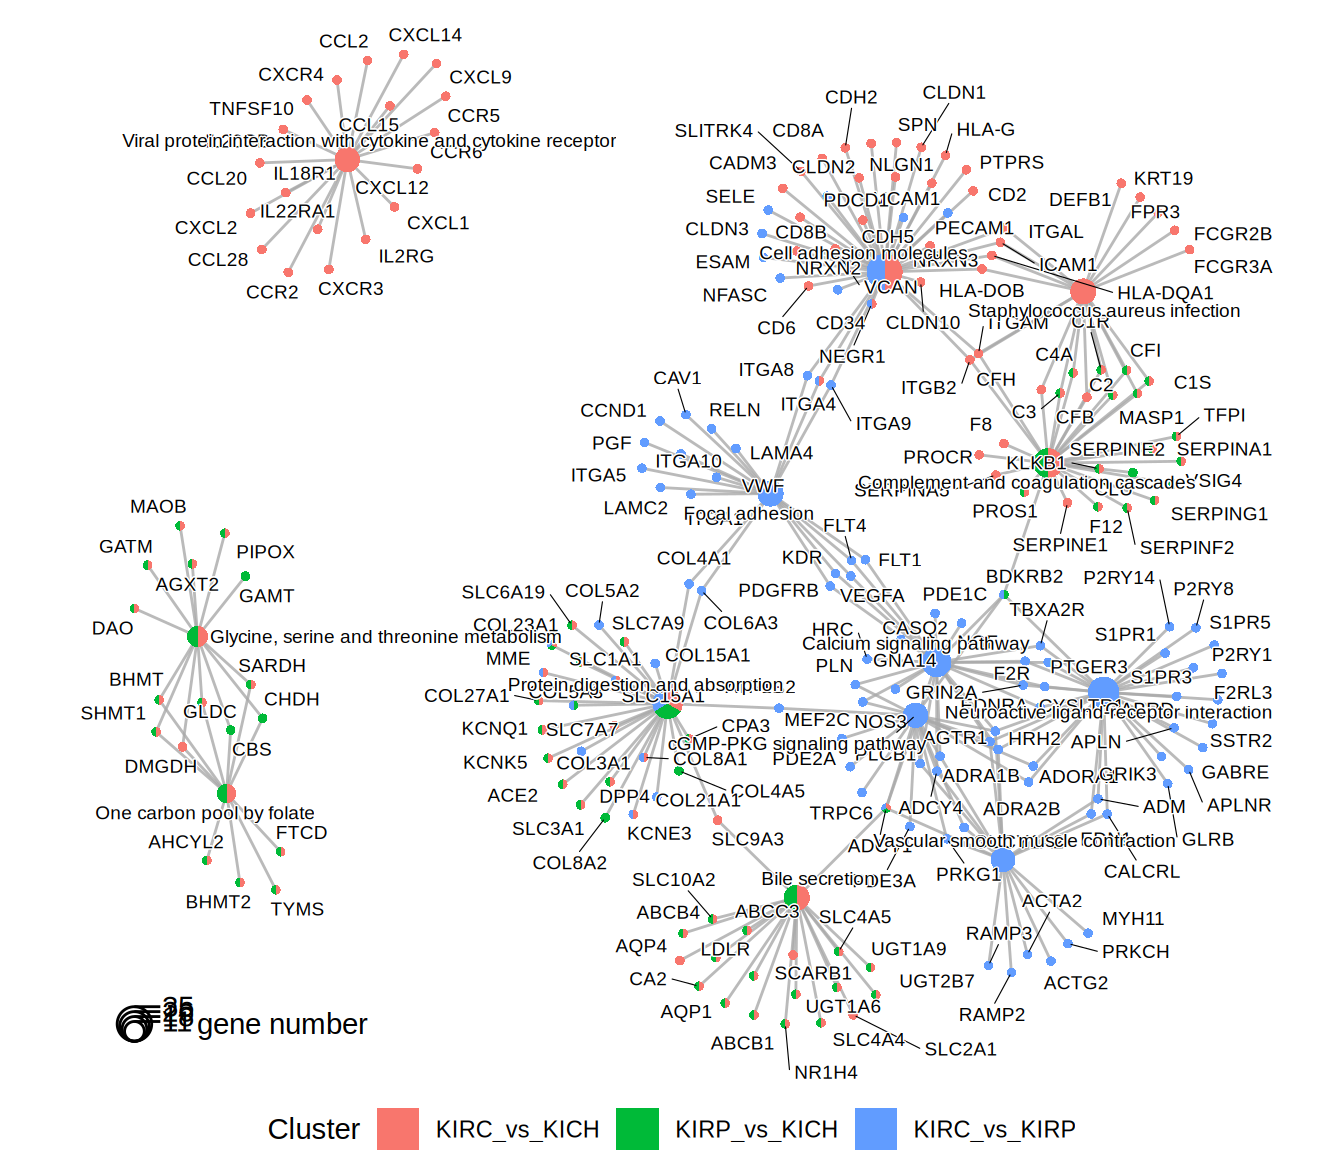 CXCL14
CCL2
CXCR4
CXCL9
TNFSF10
CCR5
CCL15
Viral protein interaction with cytokine and cytokine receptor
CCR6
CCL20
IL18R1
CXCL12
IL22RA1
CXCL2
CXCL1
CCL28
IL2RG
CCR2
CXCR3
CDH2
CLDN1
SLITRK4
CD8A
SPN
HLA-G
CADM3
CLDN2
NLGN1
PTPRS
SELE
PDCD1
CD2
DEFB1
KRT19
FPR3
CLDN3
CD8B
CDH5
PECAM1
ITGAL
FCGR2B
Cell adhesion molecules
ESAM
NRXN2
NRXN3
ICAM1
FCGR3A
NFASC
VCAN
HLA-DOB
HLA-DQA1
Staphylococcus aureus infection
CD6
CD34
CLDN10
ITGAM
C1R
NEGR1
C4A
CFI
ITGA8
ITGB2
CFH
C2
C1S
CAV1
ITGA4
C3
CFB
MASP1
TFPI
CCND1
RELN
ITGA9
F8
PGF
LAMA4
PROCR
KLKB1
SERPINE2
SERPINA1
ITGA5
ITGA10
VWF
SERPINA5
Complement and coagulation cascades
VSIG4
LAMC2
Focal adhesion
PROS1
F12
SERPING1
FLT4
SERPINE1
SERPINF2
COL4A1
KDR
FLT1
BDKRB2
P2RY14
P2RY8
PDGFRB
VEGFA
PDE1C
TBXA2R
SLC6A19
COL5A2
COL6A3
S1PR1
S1PR5
COL23A1
SLC7A9
HRC
CASQ2
Calcium signaling pathway
MME
SLC1A1
COL15A1
PLN
GNA14
F2R
PTGER3
S1PR3
P2RY1
Protein digestion and absorption
COL27A1
SLC15A1
GRIN2A
F2RL3
Neuroactive ligand-receptor interaction
KCNQ1
SLC7A7
CPA3
MEF2C
NOS3
cGMP-PKG signaling pathway
AGTR1
HRH2
APLN
SSTR2
KCNK5
COL3A1
COL8A1
PDE2A
PLCB1
ADRA1B
ADORA1
GRIK3
GABRE
ACE2
DPP4
COL21A1
COL4A5
TRPC6
ADCY4
ADRA2B
ADM
APLNR
SLC3A1
KCNE3
SLC9A3
Vascular smooth muscle contraction
EDN1
GLRB
COL8A2
PDE3A
PRKG1
CALCRL
MAOB
GATM
PIPOX
AGXT2
GAMT
DAO
Glycine, serine and threonine metabolism
SARDH
BHMT
CHDH
SHMT1
GLDC
CBS
DMGDH
One carbon pool by folate
AHCYL2
FTCD
BHMT2
TYMS
Bile secretion
SLC10A2
ABCB4
ABCC3
SLC4A5
AQP4
LDLR
UGT1A9
CA2
SCARB1
UGT2B7
AQP1
UGT1A6
ABCB1
SLC4A4
SLC2A1
NR1H4
ACTA2
MYH11
RAMP3
PRKCH
ACTG2
RAMP2
gene number
Cluster
KIRC_vs_KICH
KIRP_vs_KICH
KIRC_vs_KIRP